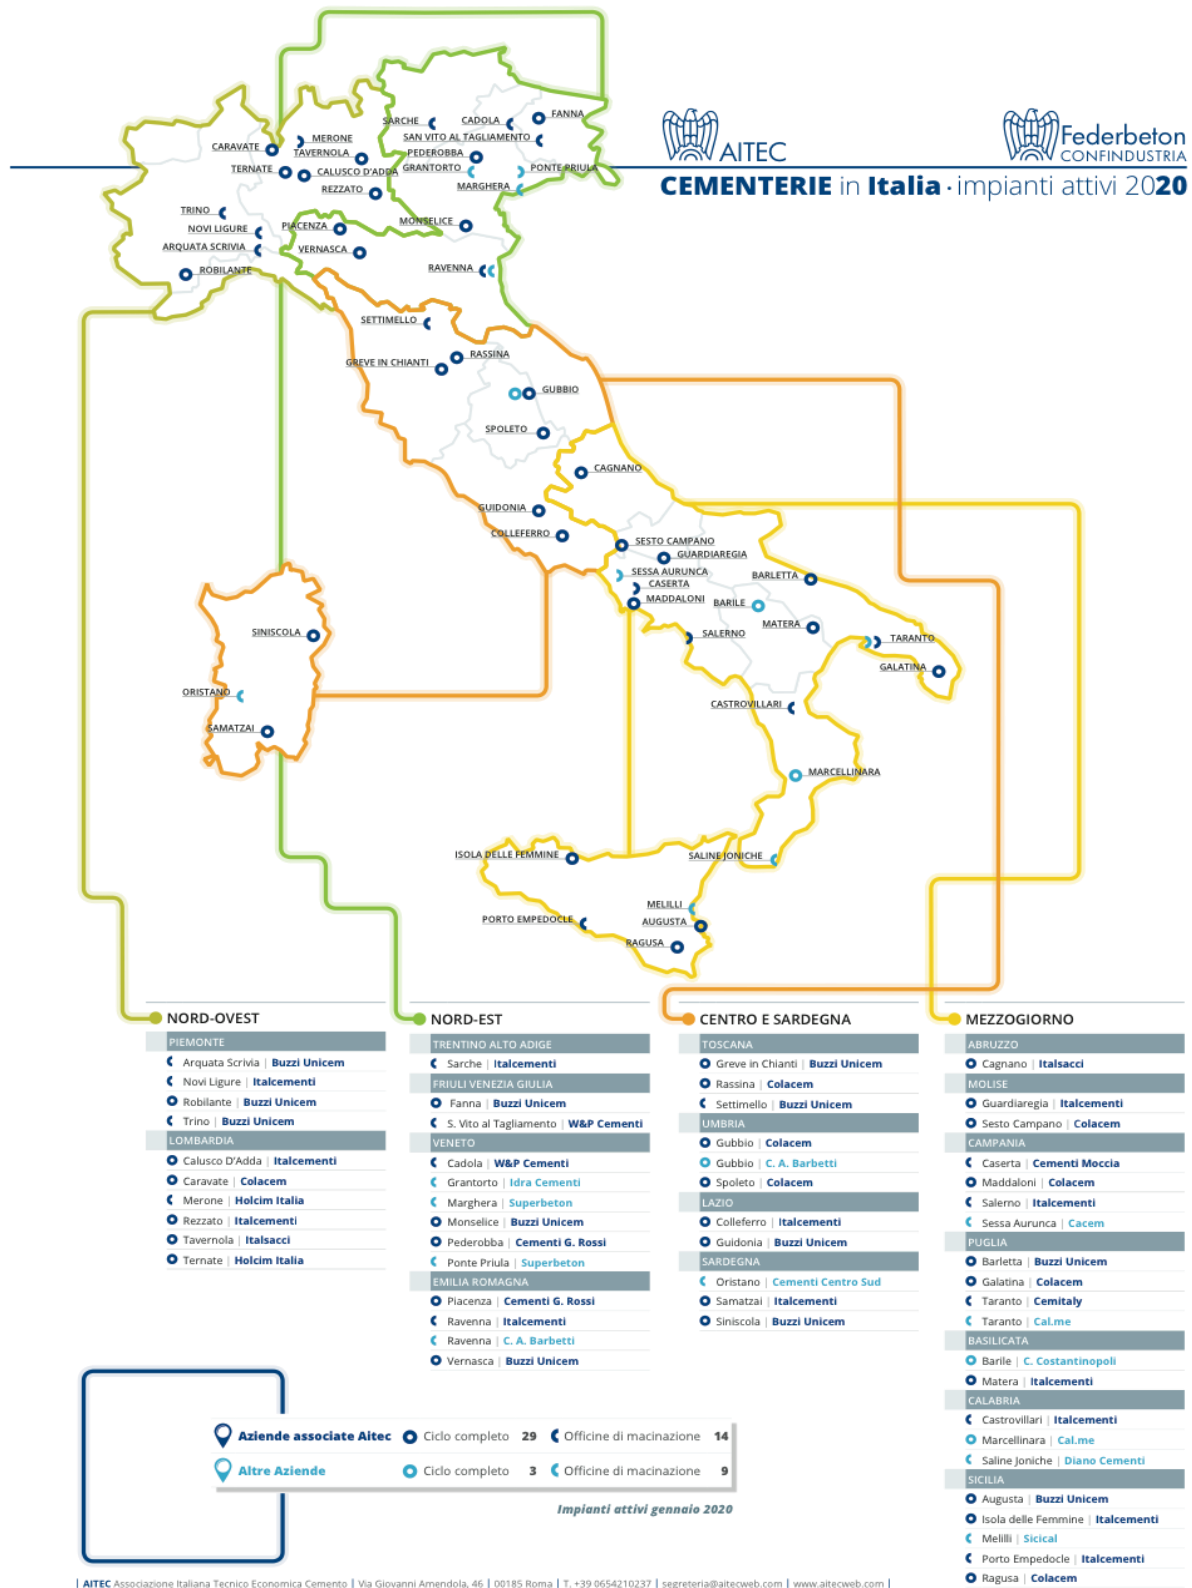 FANNA
SARCHE
CADOLA
SAN VITO AL TAGLIAMENTO
MERONE
CARAVATE
TAVERNOLA
PEDEROBBA
TERNATE
CALUSCO D'ADDA
GRANTORTO
PONTE PRIULA
REZZATO
MARGHERA
AITEC
Federbeton
CONFINDUSTRIA
CEMENTERIE in Italia · impianti attivi 2020
TRINO
NOVI LIGURE
PIACENZA
MONSELICE
ARQUATA SCRIVIA
VERNASCA
ROBILANTE
RAVENNA
SETTIMELLO
RASSINA
GREVE IN CHIANTI
GUBBIO
SPOLETO
CAGNANO
GUIDONIA
COLLEFERRO
SESTO CAMPANO
GUARDIAREGIA
SESSA AURUNCA
BARLETTA
CASERTA
MADDALONI
BARILE
SINISCOLA
SALERNO
MATERA
TARANTO
GALATINA
ORISTANO
CASTROVILLARI
SAMATZAI
MARCELLINARA
ISOLA DELLE FEMMINE
SALINE JONICHE
MELILLI
PORTO EMPEDOCLE
AUGUSTA
RAGUSA
NORD-OVEST
PIEMONTE
Arquata Scrivia | Buzzi Unicem
Novi Ligure | Italcementi
Robilante | Buzzi Unicem
Trino | Buzzi Unicem
LOMBARDIA
Calusco D'Adda | Italcementi
Caravate | Colacem
Merone | Holcim Italia
Rezzato | Italcementi
Tavernola | Italsacci
Ternate | Holcim Italia
NORD-EST
TRENTINO ALTO ADIGE
Sarche | Italcementi
FRIULI VENEZIA GIULIA
Fanna | Buzzi Unicem
S. Vito al Tagliamento | W&P Cementi
VENETO
Cadola | W&P Cementi
Grantorto | Idra Cementi
Marghera | Superbeton
Monselice | Buzzi Unicem
Pederobba | Cementi G. Rossi
Ponte Priula | Superbeton
EMILIA ROMAGNA
Piacenza | Cementi G. Rossi
Ravenna | Italcementi
Ravenna | C. A. Barbetti
Vernasca | Buzzi Unicem
CENTRO E SARDEGNA
TOSCANA
Greve in Chianti | Buzzi Unicem
Rassina | Colacem
Settimello | Buzzi Unicem
UMBRIA
Gubbio | Colacem
Gubbio | C. A. Barbetti
Spoleto | Colacem
LAZIO
Colleferro | Italcementi
Guidonia | Buzzi Unicem
SARDEGNA
Oristano | Cementi Centro Sud
Samatzai | Italcementi
Siniscola | Buzzi Unicem
MEZZOGIORNO
ABRUZZO
Cagnano | Italsacci
MOLISE
Guardiaregia | Italcementi
Sesto Campano | Colacem
CAMPANIA
Caserta | Cementi Moccia
Maddaloni | Colacem
Salerno | Italcementi
Sessa Aurunca | Cacem
PUGLIA
Barletta | Buzzi Unicem
Galatina | Colacem
Taranto | Cemitaly
Taranto | Cal.me
BASILICATA
Barile | C. Costantinopoli
Matera | Italcementi
CALABRIA
Castrovillari | Italcementi
Marcellinara | Cal.me
Saline Joniche | Diano Cementi
SICILIA
Augusta | Buzzi Unicem
Isola delle Femmine | Italcementi
Melilli | Sicical
Porto Empedocle | Italcementi
Ragusa | Colacem
Aziende associate Aitec Ciclo completo 29 Officine di macinazione 14
Altre Aziende Ciclo completo 3 Officine di macinazione 9
Impianti attivi gennaio 2020
| AITEC Associazione Italiana Tecnico Economica Cemento | Via Giovanni Amendola, 46 | 00185 Roma | T. +39 0654210237 | segreteria@aitecweb.com | www.aitecweb.com |